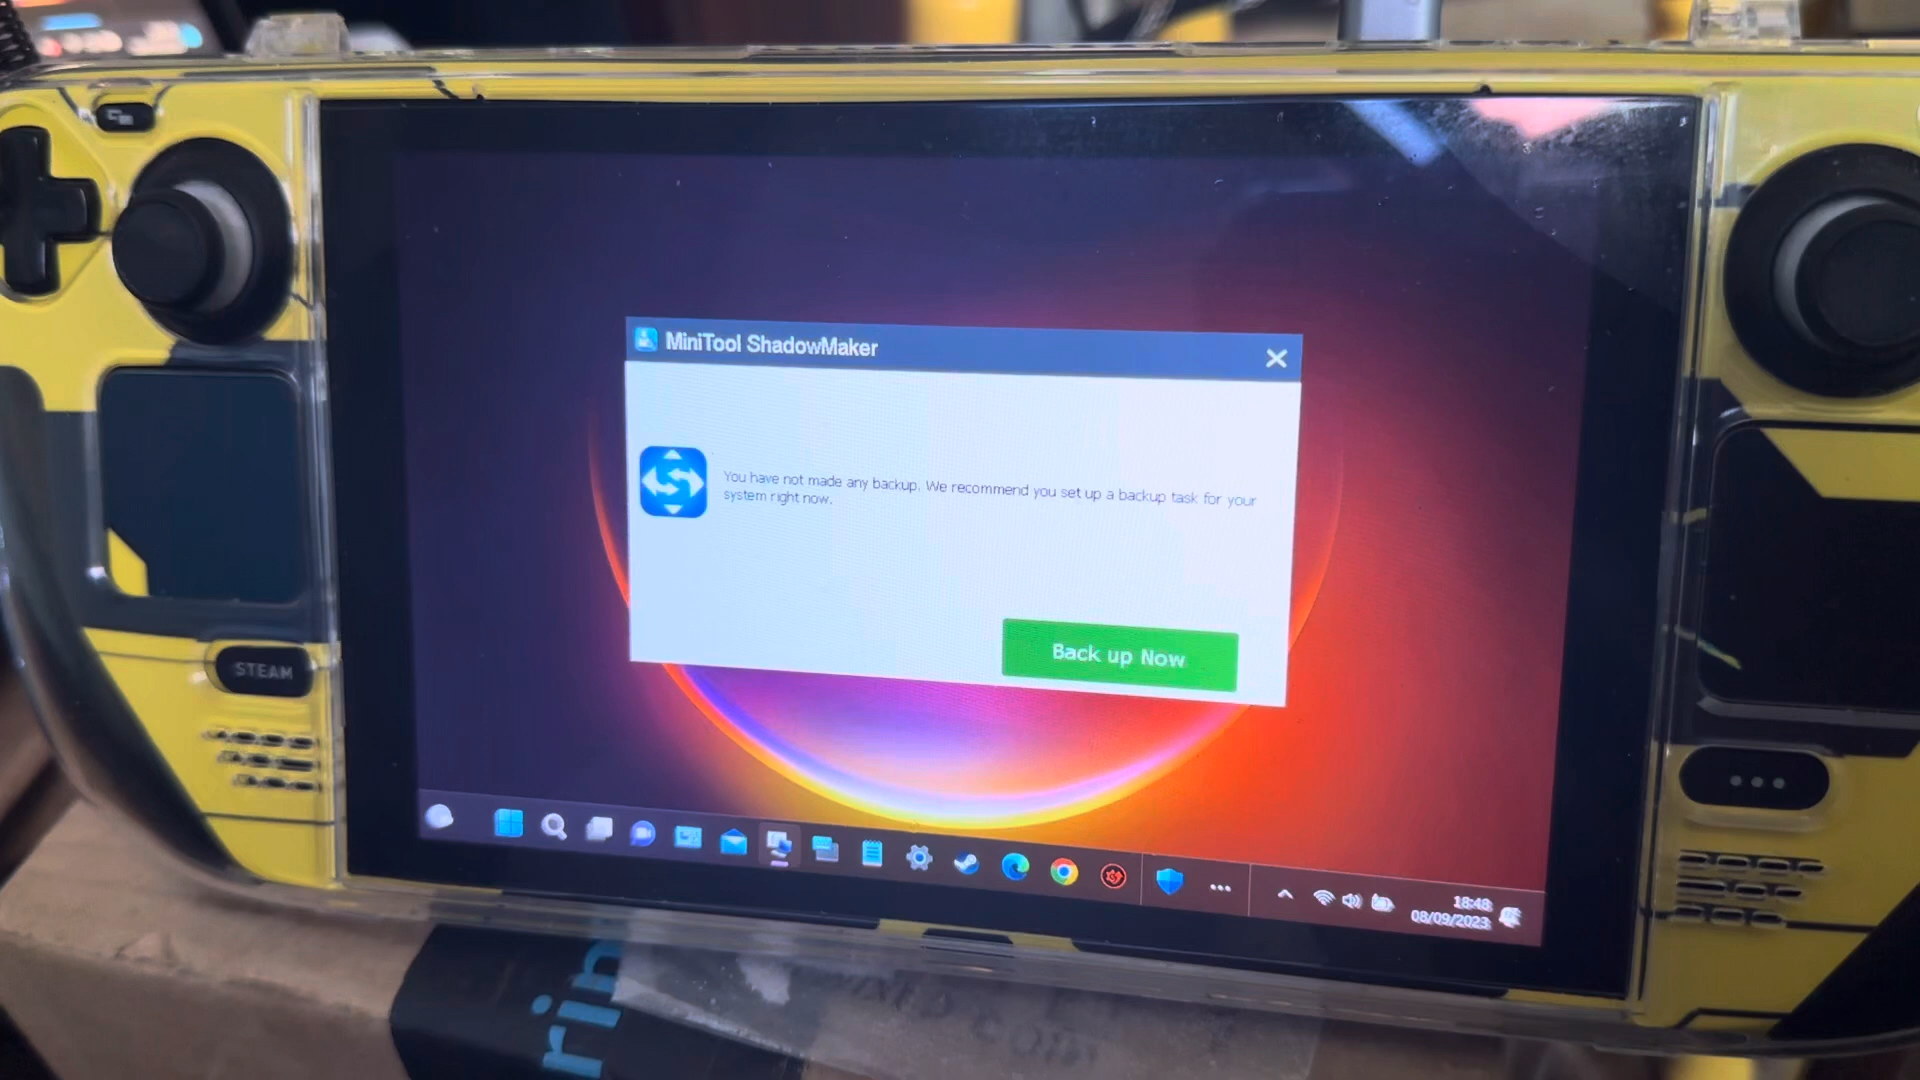 MiniTool ShadowMaker
You have not made any backup. We recommend you set up a backup task for your
system right now.
Back up Now
STEAM
18:48
08/09/2023
rin